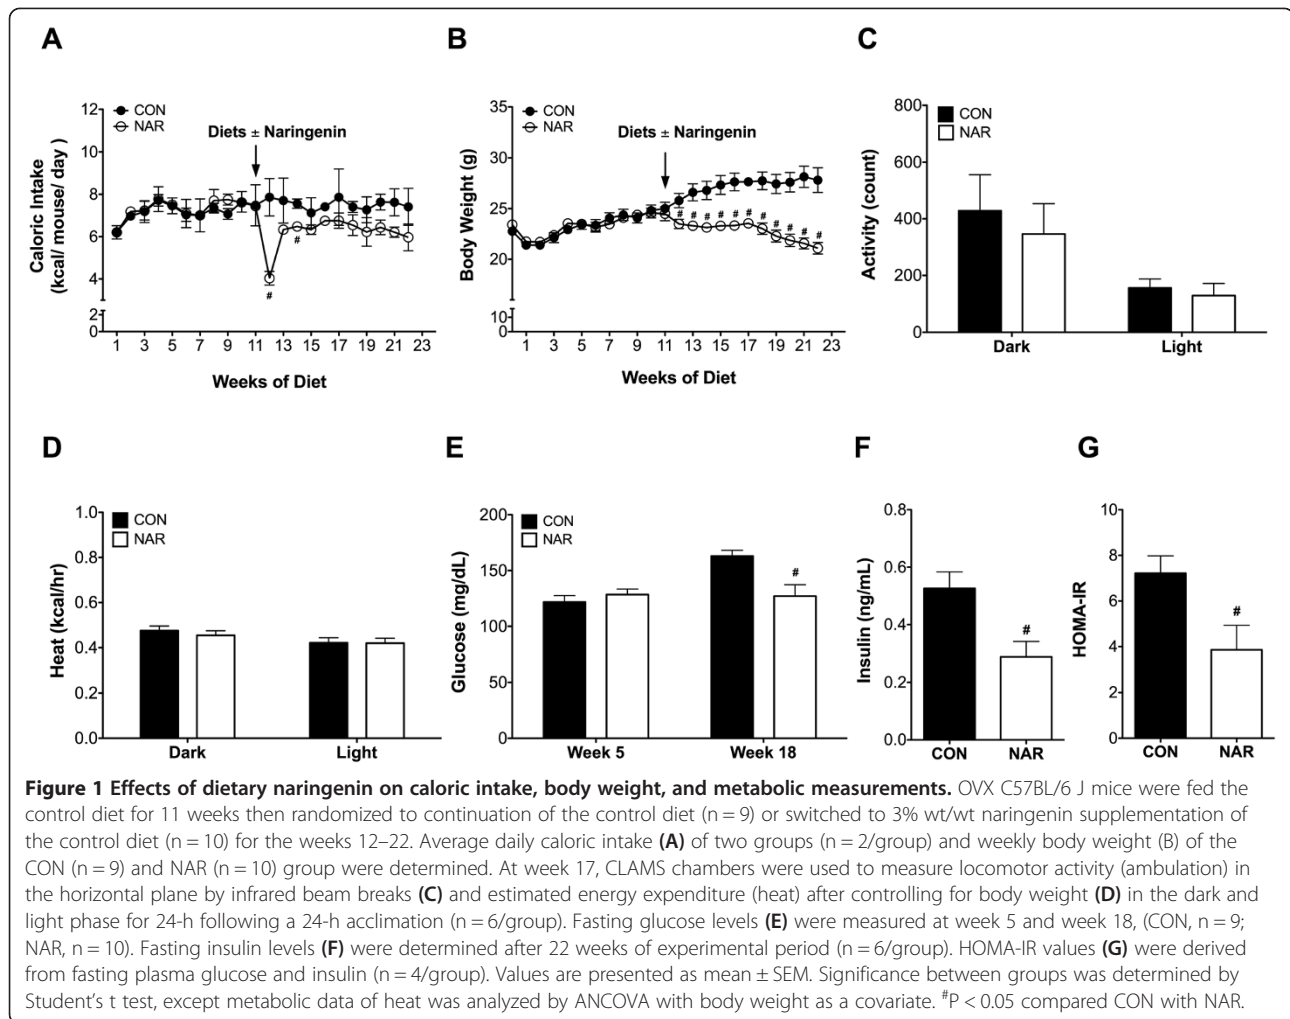 A
CON
NAR
Diets ± Naringenin
Caloric Intake
(kcal/ mouse/ day)
12
10
8
6
4
2
0
1 3 5 7 9 11 13 15 17 19 21 23
# #
Weeks of Diet
B
CON
NAR
Diets ± Naringenin
Body Weight (g)
35
30
25
20
10
0
# # # # # # # # # # #
1 3 5 7 9 11 13 15 17 19 21 23
Weeks of Diet
C
CON
NAR
Activity (count)
800
600
400
200
0
Dark Light
D
CON
NAR
Heat (kcal/hr)
1.0
0.8
0.6
0.4
0.2
0.0
Dark Light
E
CON
NAR
Glucose (mg/dL)
200
150
100
50
0
#
Week 5 Week 18
F
Insulin (ng/mL)
0.8
0.6
0.4
0.2
0.0
#
CON NAR
G
HOMA-IR
10
8
6
4
2
0
#
CON NAR
Figure 1 Effects of dietary naringenin on caloric intake, body weight, and metabolic measurements. OVX C57BL/6 J mice were fed the
control diet for 11 weeks then randomized to continuation of the control diet (n = 9) or switched to 3% wt/wt naringenin supplementation of
the control diet (n = 10) for the weeks 12–22. Average daily caloric intake (A) of two groups (n = 2/group) and weekly body weight (B) of the
CON (n = 9) and NAR (n = 10) group were determined. At week 17, CLAMS chambers were used to measure locomotor activity (ambulation) in
the horizontal plane by infrared beam breaks (C) and estimated energy expenditure (heat) after controlling for body weight (D) in the dark and
light phase for 24-h following a 24-h acclimation (n = 6/group). Fasting glucose levels (E) were measured at week 5 and week 18, (CON, n = 9;
NAR, n = 10). Fasting insulin levels (F) were determined after 22 weeks of experimental period (n = 6/group). HOMA-IR values (G) were derived
from fasting plasma glucose and insulin (n = 4/group). Values are presented as mean ± SEM. Significance between groups was determined by
Student's t test, except metabolic data of heat was analyzed by ANCOVA with body weight as a covariate. #P < 0.05 compared CON with NAR.